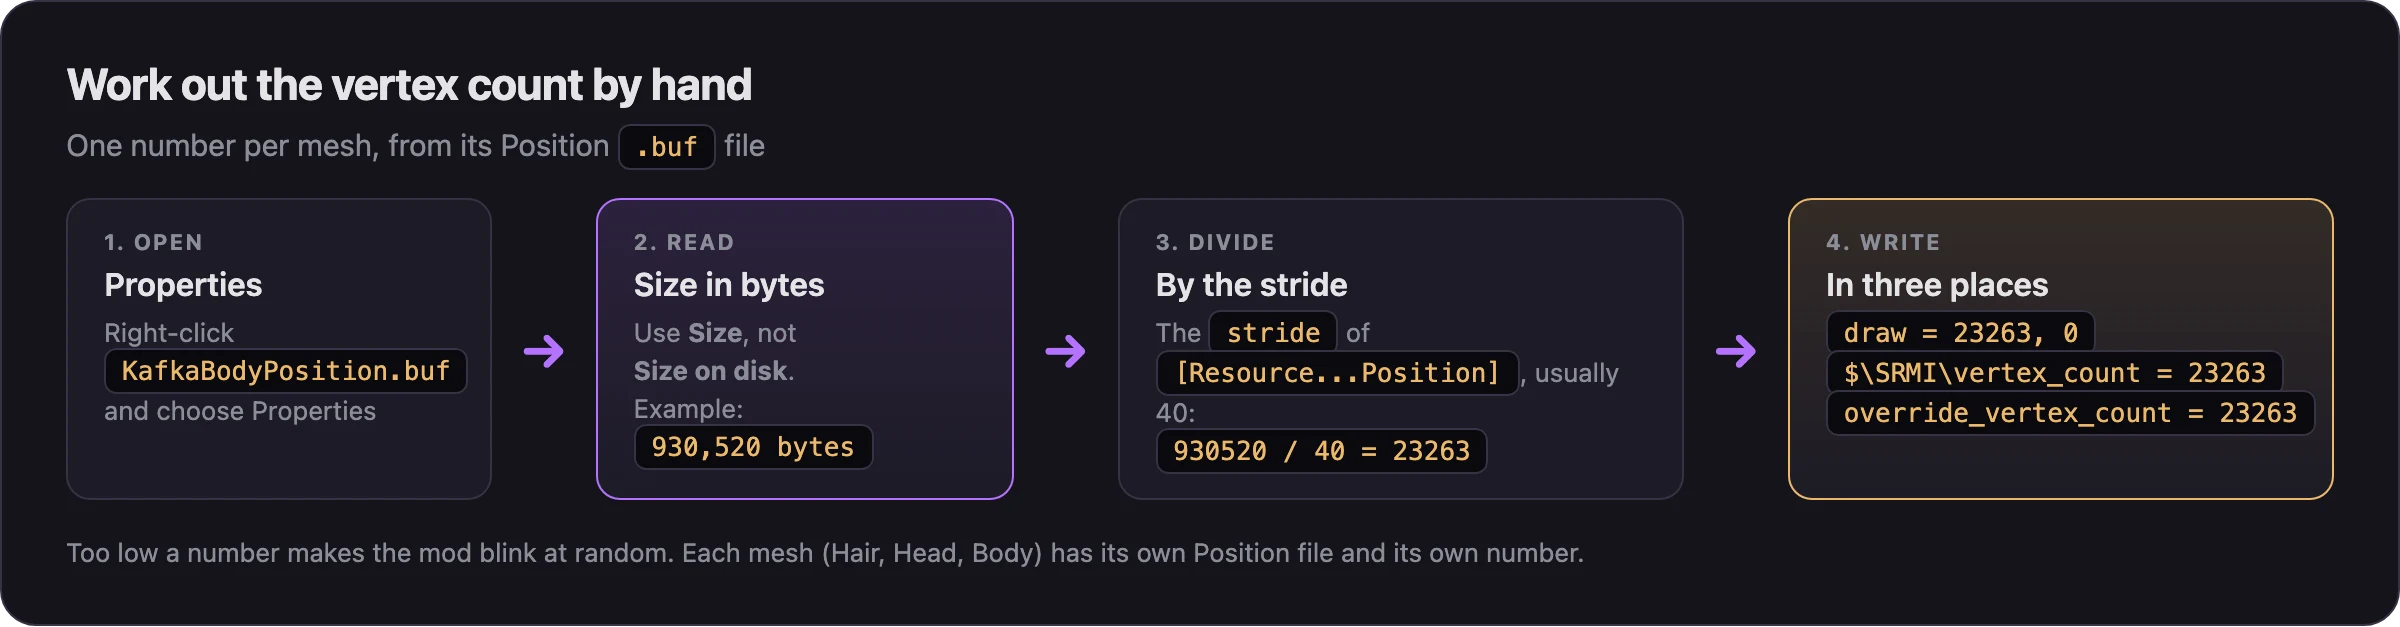 Work out the vertex count by hand
One number per mesh, from its Position .buf file
1. OPEN
Properties
Right-click
KafkaBodyPosition.buf
and choose Properties
2. READ
Size in bytes
Use Size, not
Size on disk.
Example:
930,520 bytes
3. DIVIDE
By the stride
The stride of
[Resource...Position], usually
40:
930520 / 40 = 23263
4. WRITE
In three places
draw = 23263, 0
$\SRMI\vertex_count = 23263
override_vertex_count = 23263
Too low a number makes the mod blink at random. Each mesh (Hair, Head, Body) has its own Position file and its own number.